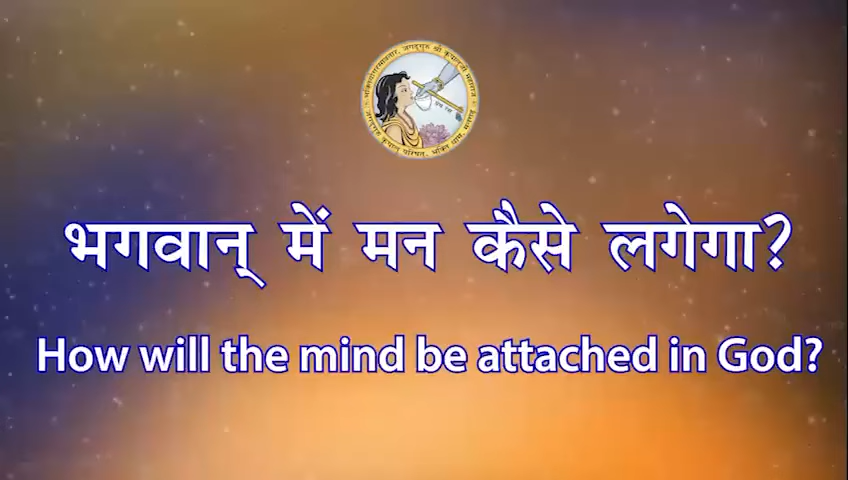 भगवान् में मन कैसे लगेगा?
How will the mind be attached in God?